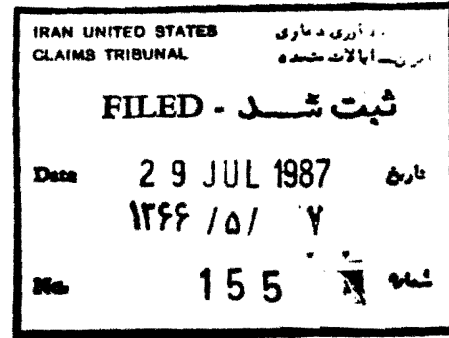 IRAN UNITED STATES
CLAIMS TRIBUNAL
داوری دعاوی
ایالات متحده
FILED - ثبت شد
Date 29 JUL 1987 تاریخ
۱۳۶۶ /۵/ ۷
No. 155 شماره